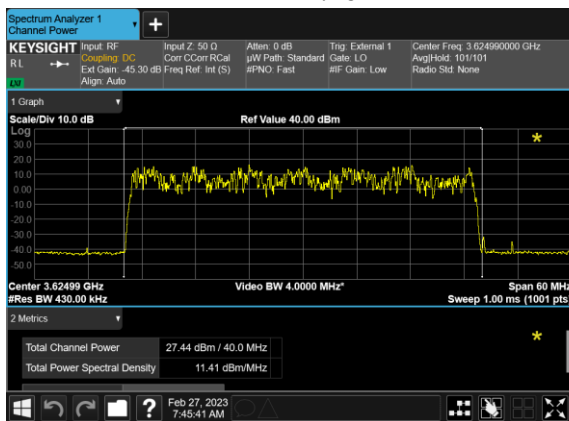 Spectrum Analyzer 1
Channel Power
+
KEYSIGHT Input: RF Input Z: 50 Ω Atten: 0 dB Trig: External 1 Center Freq: 3.624990000 GHz
RL Coupling: DC Corr CCorr RCal µW Path: Standard Gate: LO Avg|Hold: 101/101
Ext Gain: -45.30 dB Freq Ref: Int (S) #PNO: Fast #IF Gain: Low Radio Std: None
LXI Align: Auto
1 Graph
Scale/Div 10.0 dB Ref Value 40.00 dBm
Log
30.0
20.0
10.0
0.00
-10.0
-20.0
-30.0
-40.0
-50.0
Center 3.62499 GHz Video BW 4.0000 MHz* Span 60 MHz
#Res BW 430.00 kHz Sweep 1.00 ms (1001 pts)
2 Metrics
Total Channel Power 27.44 dBm / 40.0 MHz
Total Power Spectral Density 11.41 dBm/MHz
? Feb 27, 2023
7:45:41 AM